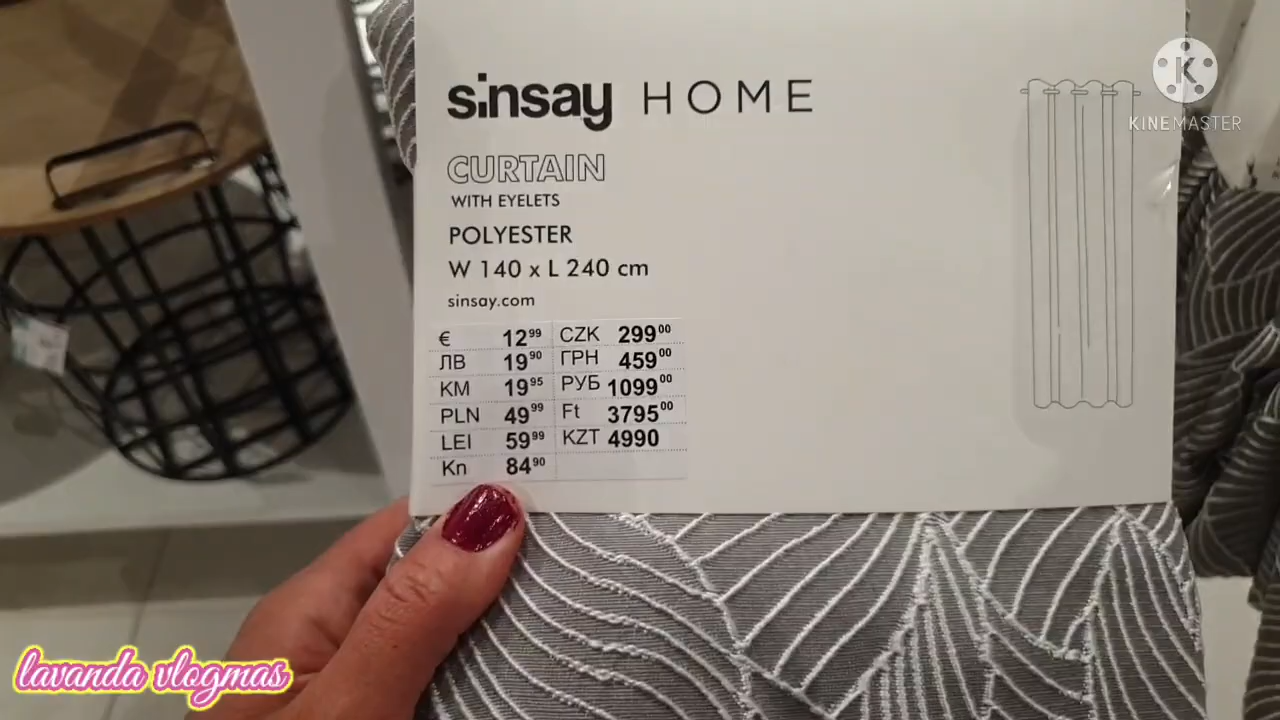 sinsay HOME
CURTAIN
WITH EYELETS
POLYESTER
W 140 x L 240 cm
sinsay.com
€ 12⁹⁹ CZK 299⁰⁰
ЛВ 19⁹⁰ ГРН 459⁰⁰
KM 19⁹⁵ РУБ 1099⁰⁰
PLN 49⁹⁹ Ft 3795⁰⁰
LEI 59⁹⁹ KZT 4990
Kn 84⁹⁰
K
KINEMASTER
lavanda vlogmas